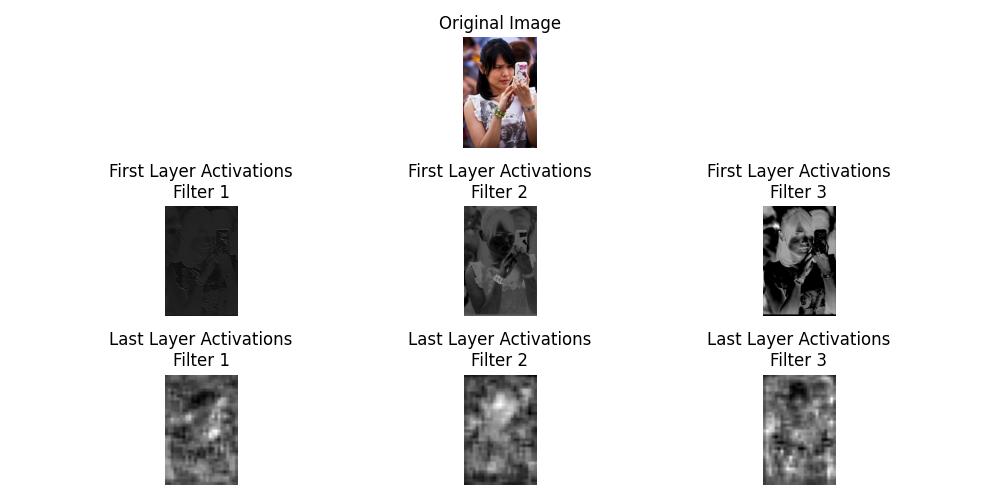 Original Image
First Layer Activations
Filter 1
First Layer Activations
Filter 2
First Layer Activations
Filter 3
Last Layer Activations
Filter 1
Last Layer Activations
Filter 2
Last Layer Activations
Filter 3